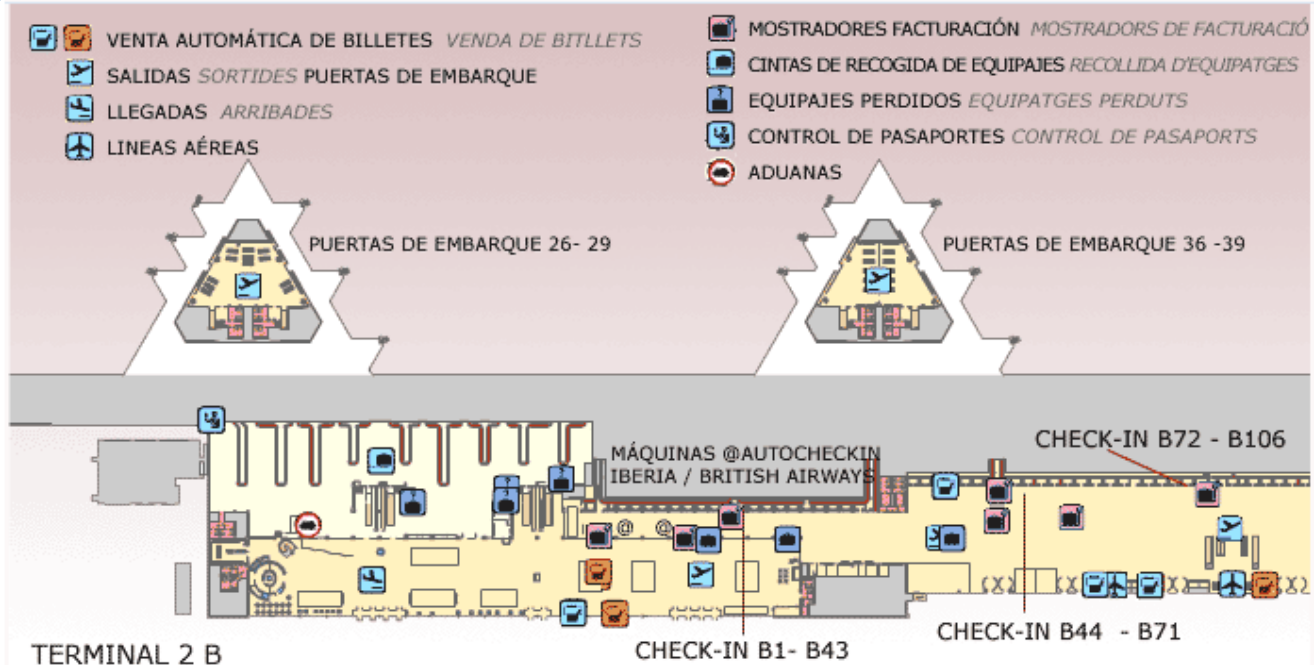 VENTA AUTOMÁTICA DE BILLETES VENDA DE BITLLETS
SALIDAS SORTIDES PUERTAS DE EMBARQUE
LLEGADAS ARRIBADES
LINEAS AÉREAS
MOSTRADORES FACTURACIÓN MOSTRADORS DE FACTURACIÓ
CINTAS DE RECOGIDA DE EQUIPAJES RECOLLIDA D'EQUIPATGES
EQUIPAJES PERDIDOS EQUIPATGES PERDUTS
CONTROL DE PASAPORTES CONTROL DE PASAPORTS
ADUANAS
PUERTAS DE EMBARQUE 26- 29
PUERTAS DE EMBARQUE 36 -39
MÁQUINAS @AUTOCHECKIN
IBERIA / BRITISH AIRWAYS
CHECK-IN B72 - B106
@ @
CHECK-IN B44 - B71
CHECK-IN B1- B43
TERMINAL 2 B